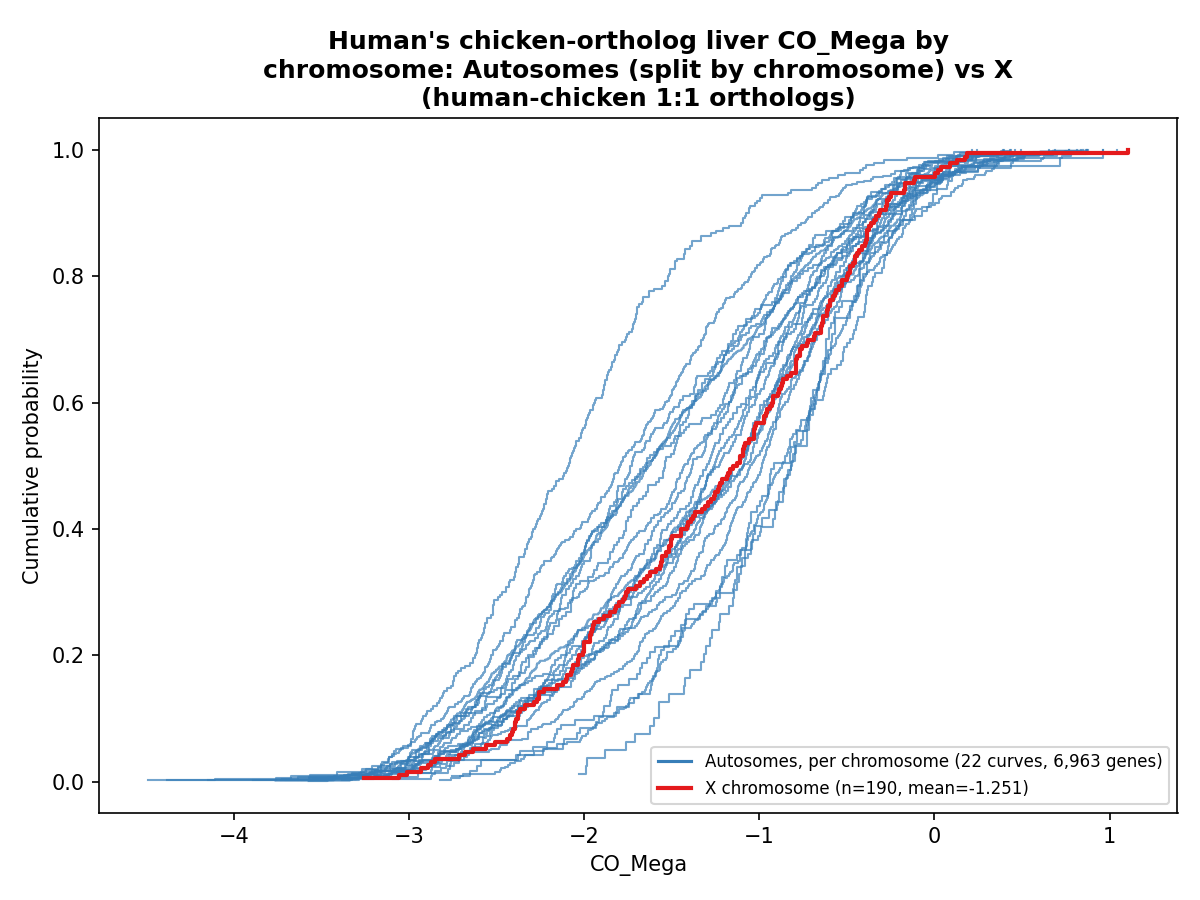 Human's chicken-ortholog liver CO_Mega by
chromosome: Autosomes (split by chromosome) vs X
(human-chicken 1:1 orthologs)
1.0
0.8
0.6
0.4
0.2
0.0
Cumulative probability
Autosomes, per chromosome (22 curves, 6,963 genes)
X chromosome (n=190, mean=-1.251)
−4
−3
−2
−1
0
1
CO_Mega